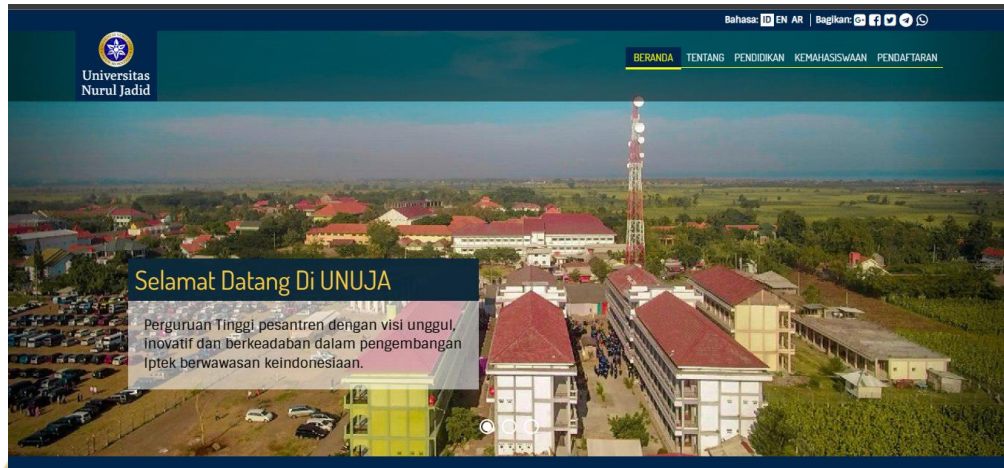 Bahasa: ID EN AR | Bagikan:
Universitas
Nurul Jadid
BERANDA TENTANG PENDIDIKAN KEMAHASISWAAN PENDAFTARAN
Selamat Datang Di UNUJA
Perguruan Tinggi pesantren dengan visi unggul,
inovatif dan berkeadaban dalam pengembangan
Iptek berwawasan keindonesiaan.